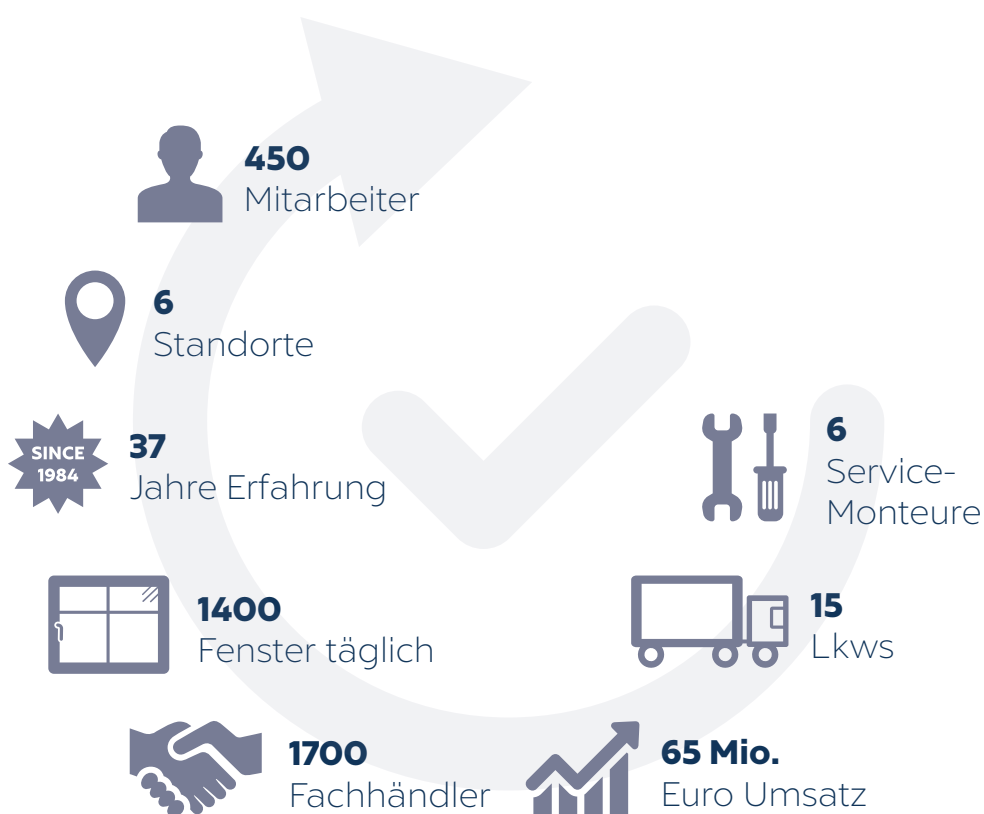 450
Mitarbeiter
6
Standorte
SINCE
1984
37
Jahre Erfahrung
6
Service-
Monteure
1400
Fenster täglich
15
Lkws
1700
Fachhändler
65 Mio.
Euro Umsatz